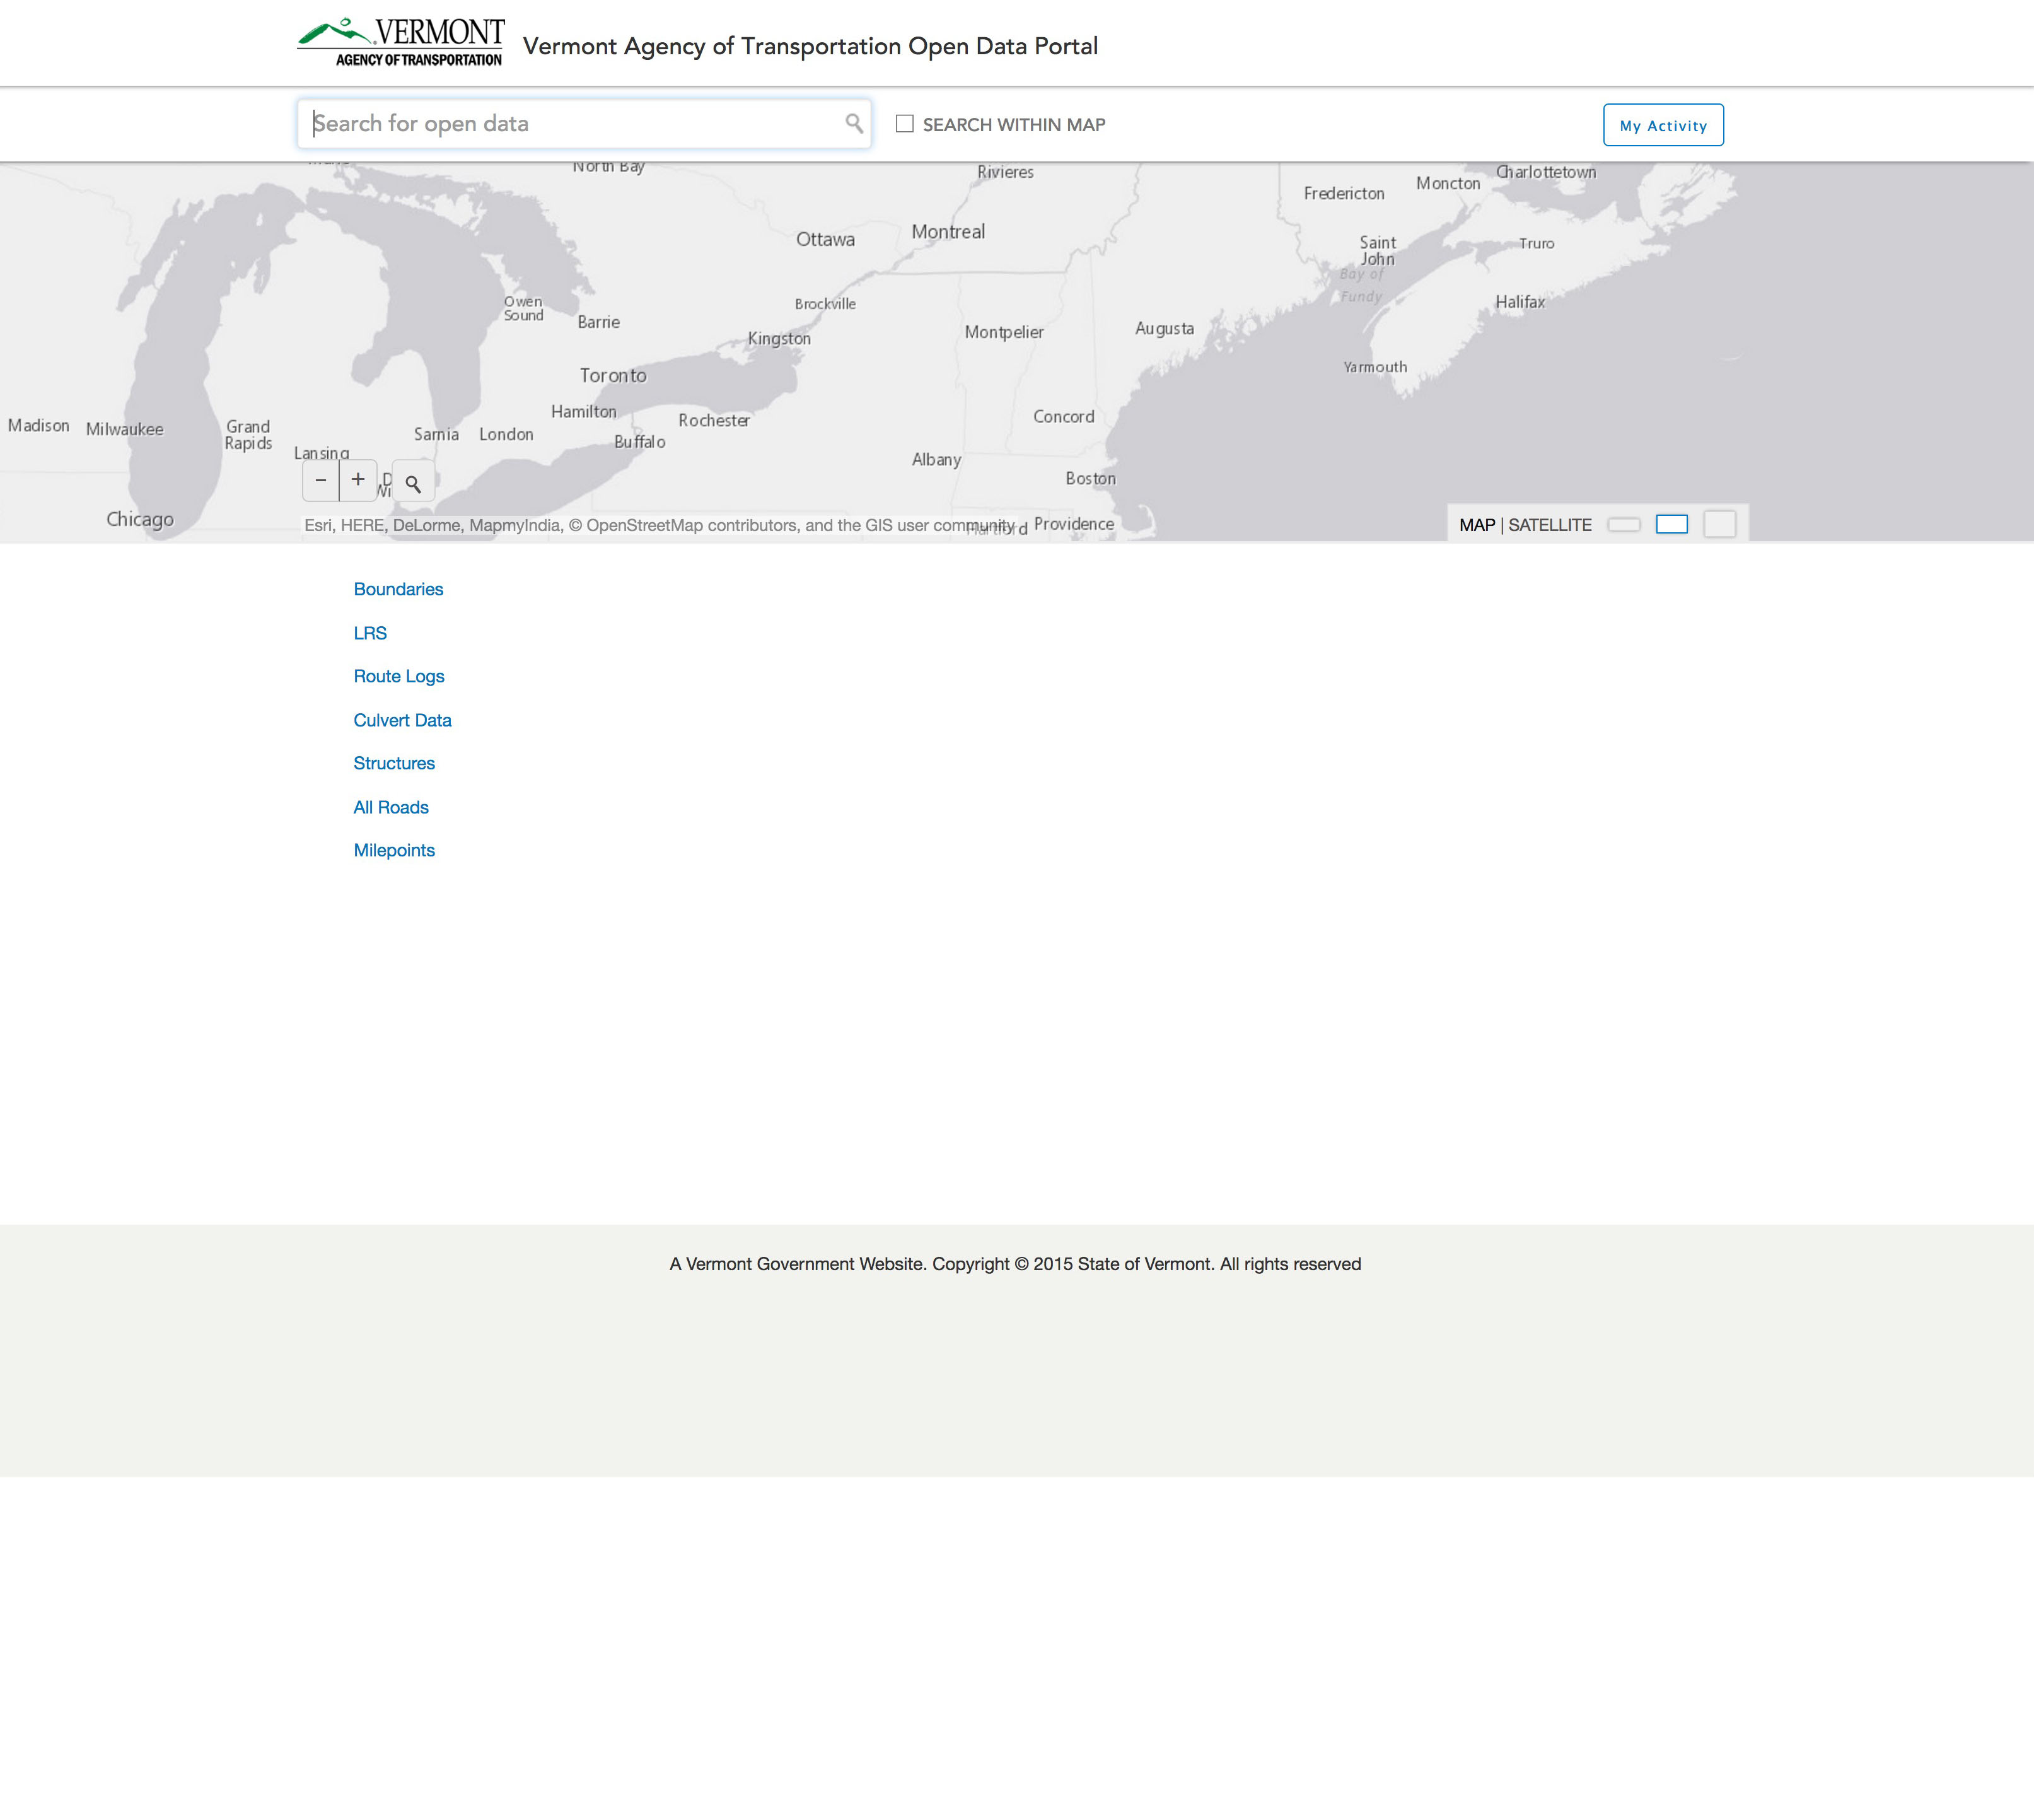 VERMONT
AGENCY OF TRANSPORTATION
Vermont Agency of Transportation Open Data Portal
Search for open data
SEARCH WITHIN MAP
My Activity
North Bay
Rivieres
Charlottetown
Moncton
Fredericton
Ottawa
Montreal
Saint
John
Truro
Bay of
Fundy
Owen
Sound
Barrie
Brockville
Halifax
Kingston
Montpelier
Augusta
Toronto
Yarmouth
Hamilton
Rochester
Concord
Madison
Milwaukee
Grand
Rapids
Sarnia
London
Buffalo
Lansing
Albany
Boston
- +
Chicago
Esri, HERE, DeLorme, MapmyIndia, © OpenStreetMap contributors, and the GIS user community
Providence
MAP | SATELLITE
Boundaries
LRS
Route Logs
Culvert Data
Structures
All Roads
Milepoints
A Vermont Government Website. Copyright © 2015 State of Vermont. All rights reserved